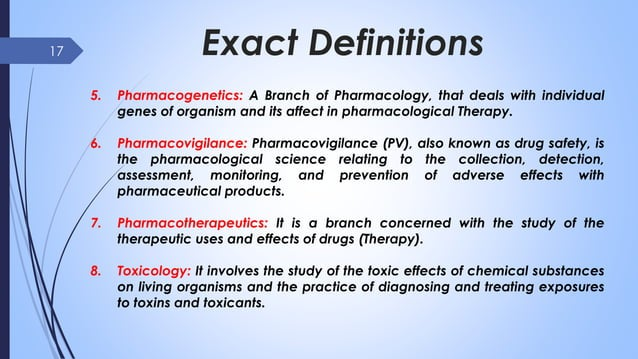 17
Exact Definitions
5. Pharmacogenetics: A Branch of Pharmacology, that deals with individual
genes of organism and its affect in pharmacological Therapy.
6. Pharmacovigilance: Pharmacovigilance (PV), also known as drug safety, is
the pharmacological science relating to the collection, detection,
assessment, monitoring, and prevention of adverse effects with
pharmaceutical products.
7. Pharmacotherapeutics: It is a branch concerned with the study of the
therapeutic uses and effects of drugs (Therapy).
8. Toxicology: It involves the study of the toxic effects of chemical substances
on living organisms and the practice of diagnosing and treating exposures
to toxins and toxicants.